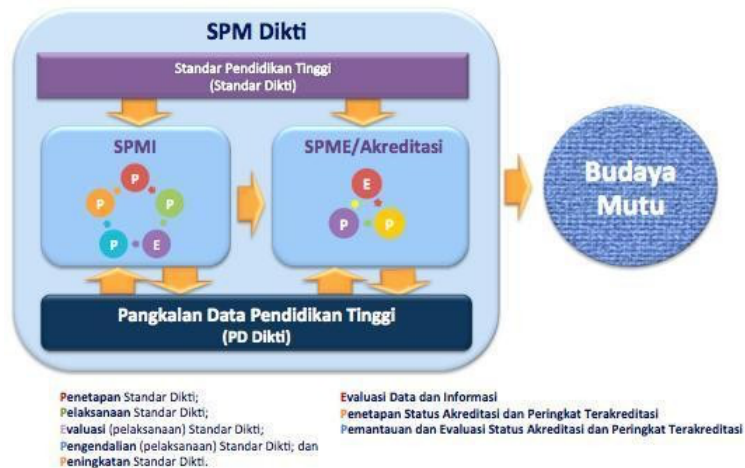 SPM Dikti
Standar Pendidikan Tinggi
(Standar Dikti)
SPMI
P
P
P
P
E
SPME/Akreditasi
E
P
P
Budaya
Mutu
Pangkalan Data Pendidikan Tinggi
(PD Dikti)
Penetapan Standar Dikti;
Pelaksanaan Standar Dikti;
Evaluasi (pelaksanaan) Standar Dikti;
Pengendalian (pelaksanaan) Standar Dikti; dan
Peningkatan Standar Dikti.
Evaluasi Data dan Informasi
Penetapan Status Akreditasi dan Peringkat Terakreditasi
Pemantauan dan Evaluasi Status Akreditasi dan Peringkat Terakreditasi